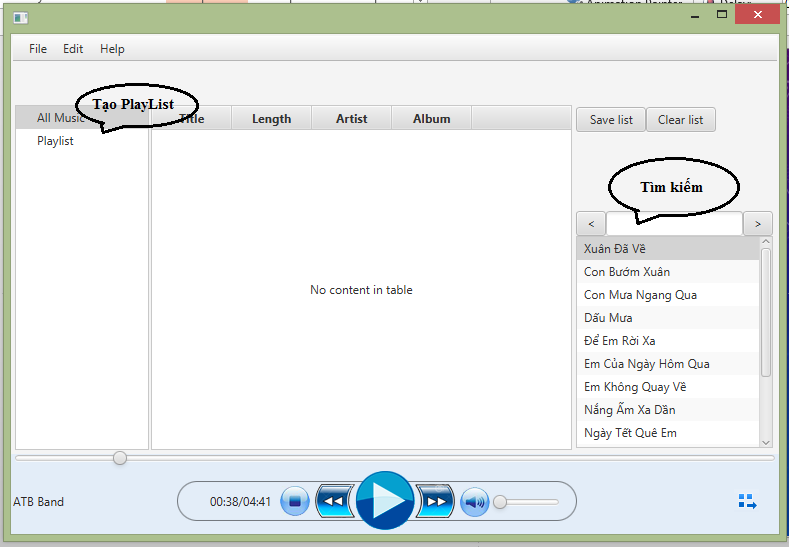 File Edit Help
Tạo PlayList
All Music
Playlist
Title Length Artist Album
No content in table
Save list Clear list
Tìm kiếm
< >
Xuân Đã Về
Con Bướm Xuân
Con Mưa Ngang Qua
Dấu Mưa
Để Em Rời Xa
Em Của Ngày Hôm Qua
Em Không Quay Về
Nắng Ấm Xa Dần
Ngày Tết Quê Em
ATB Band
00:38/04:41